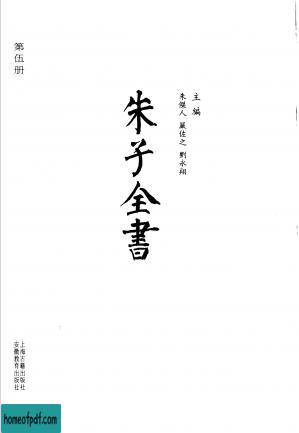 主編
朱傑人 嚴佐之 劉永翔
朱子全書
第伍册
上海古籍出版社
安徽教育出版社
homeofpdf.com